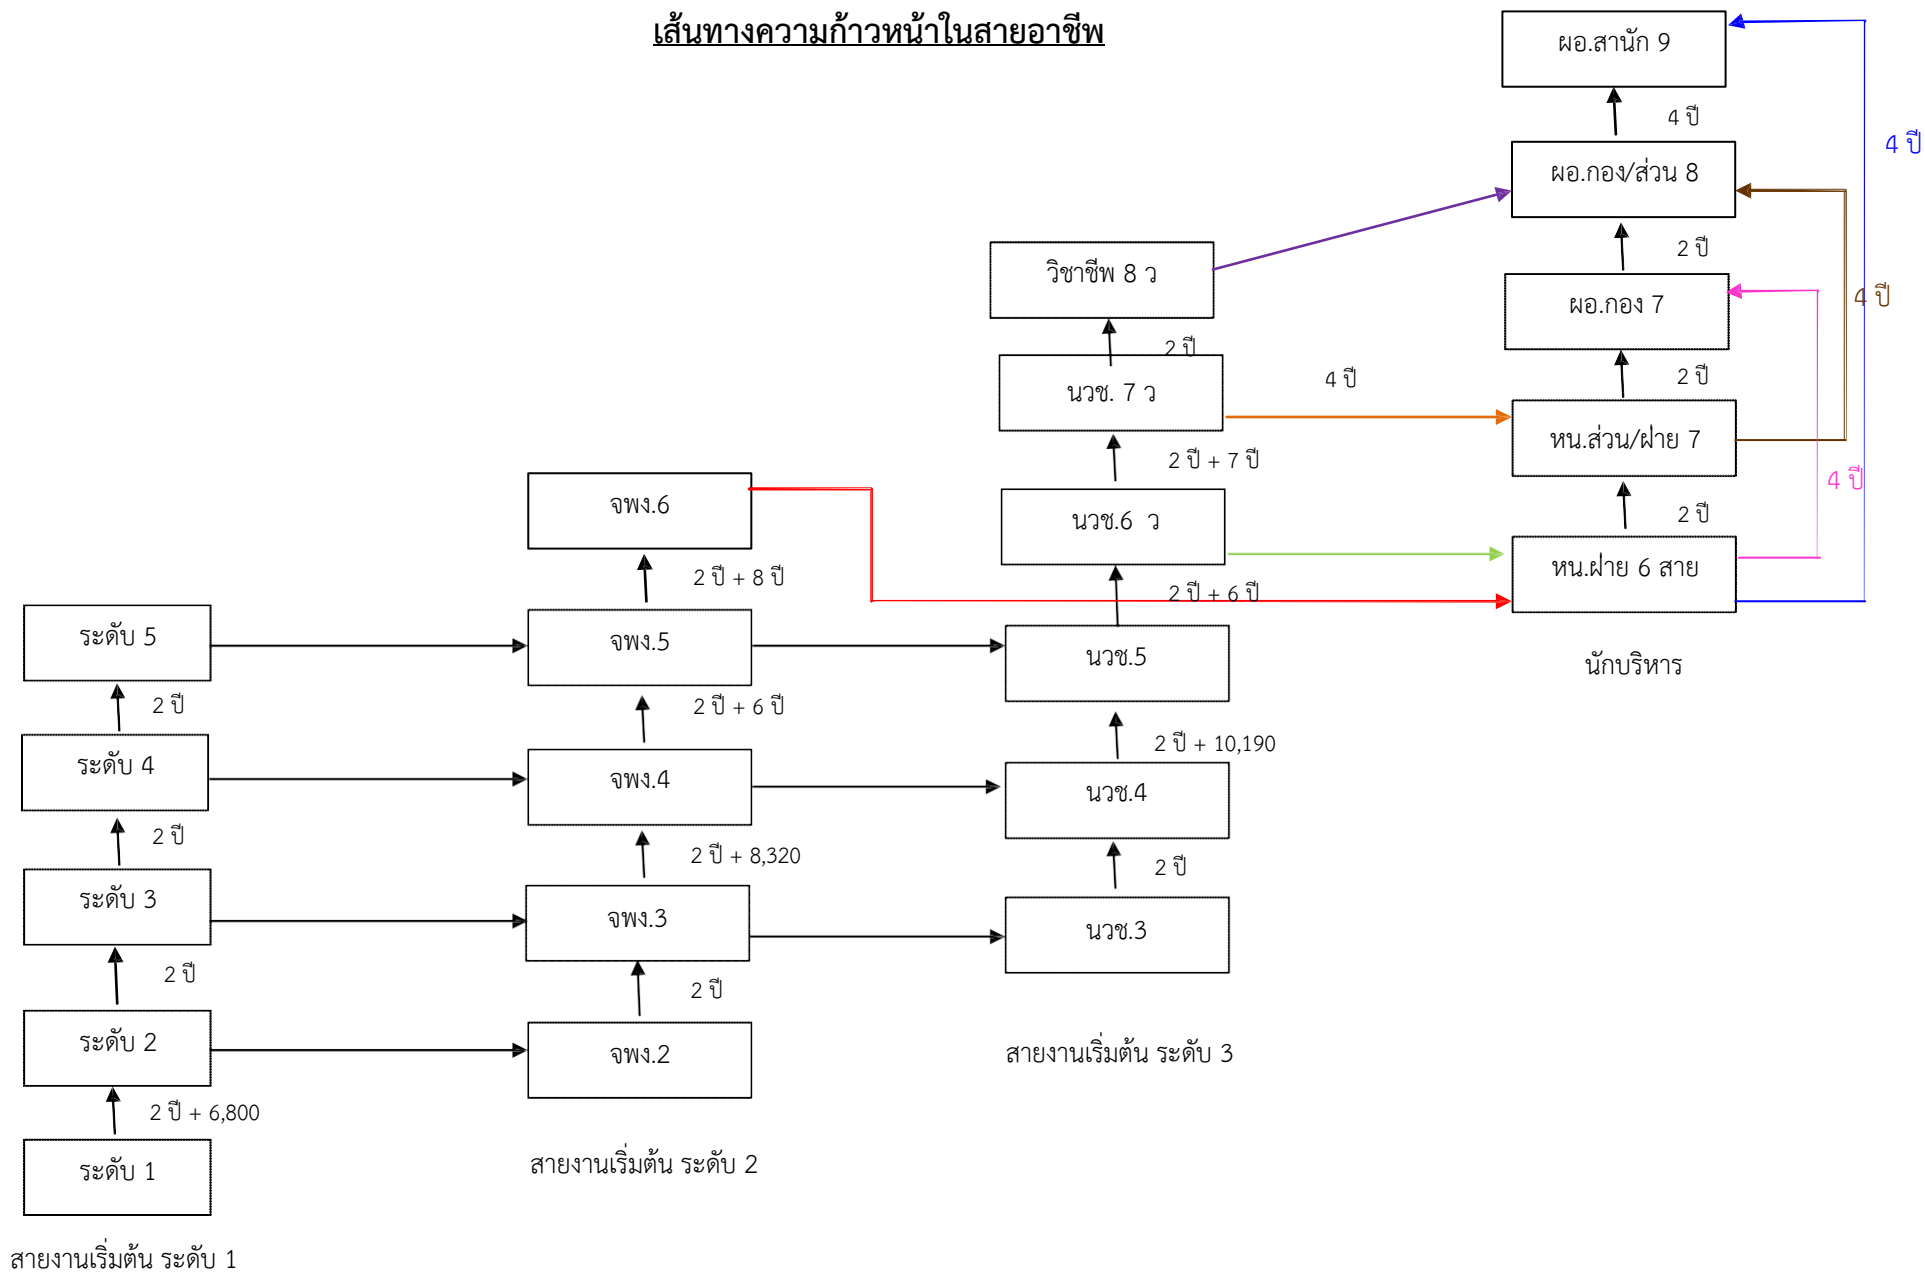 เส้นทางความก้าวหน้าในสายอาชีพ
ผอ.สานัก 9
4 ปี
4 ปี
ผอ.กอง/ส่วน 8
วิชาชีพ 8 ว
2 ปี
ผอ.กอง 7
4 ปี
2 ปี
นวช. 7 ว
4 ปี
2 ปี
หน.ส่วน/ฝ่าย 7
2 ปี + 7 ปี
4 ปี
จพง.6
นวช.6 ว
2 ปี
หน.ฝ่าย 6 สาย
2 ปี + 8 ปี
2 ปี + 6 ปี
ระดับ 5
จพง.5
นวช.5
นักบริหาร
2 ปี
2 ปี + 6 ปี
2 ปี + 10,190
ระดับ 4
จพง.4
นวช.4
2 ปี
2 ปี + 8,320
2 ปี
ระดับ 3
จพง.3
นวช.3
2 ปี
2 ปี
ระดับ 2
จพง.2
สายงานเริ่มต้น ระดับ 3
2 ปี + 6,800
ระดับ 1
สายงานเริ่มต้น ระดับ 2
สายงานเริ่มต้น ระดับ 1